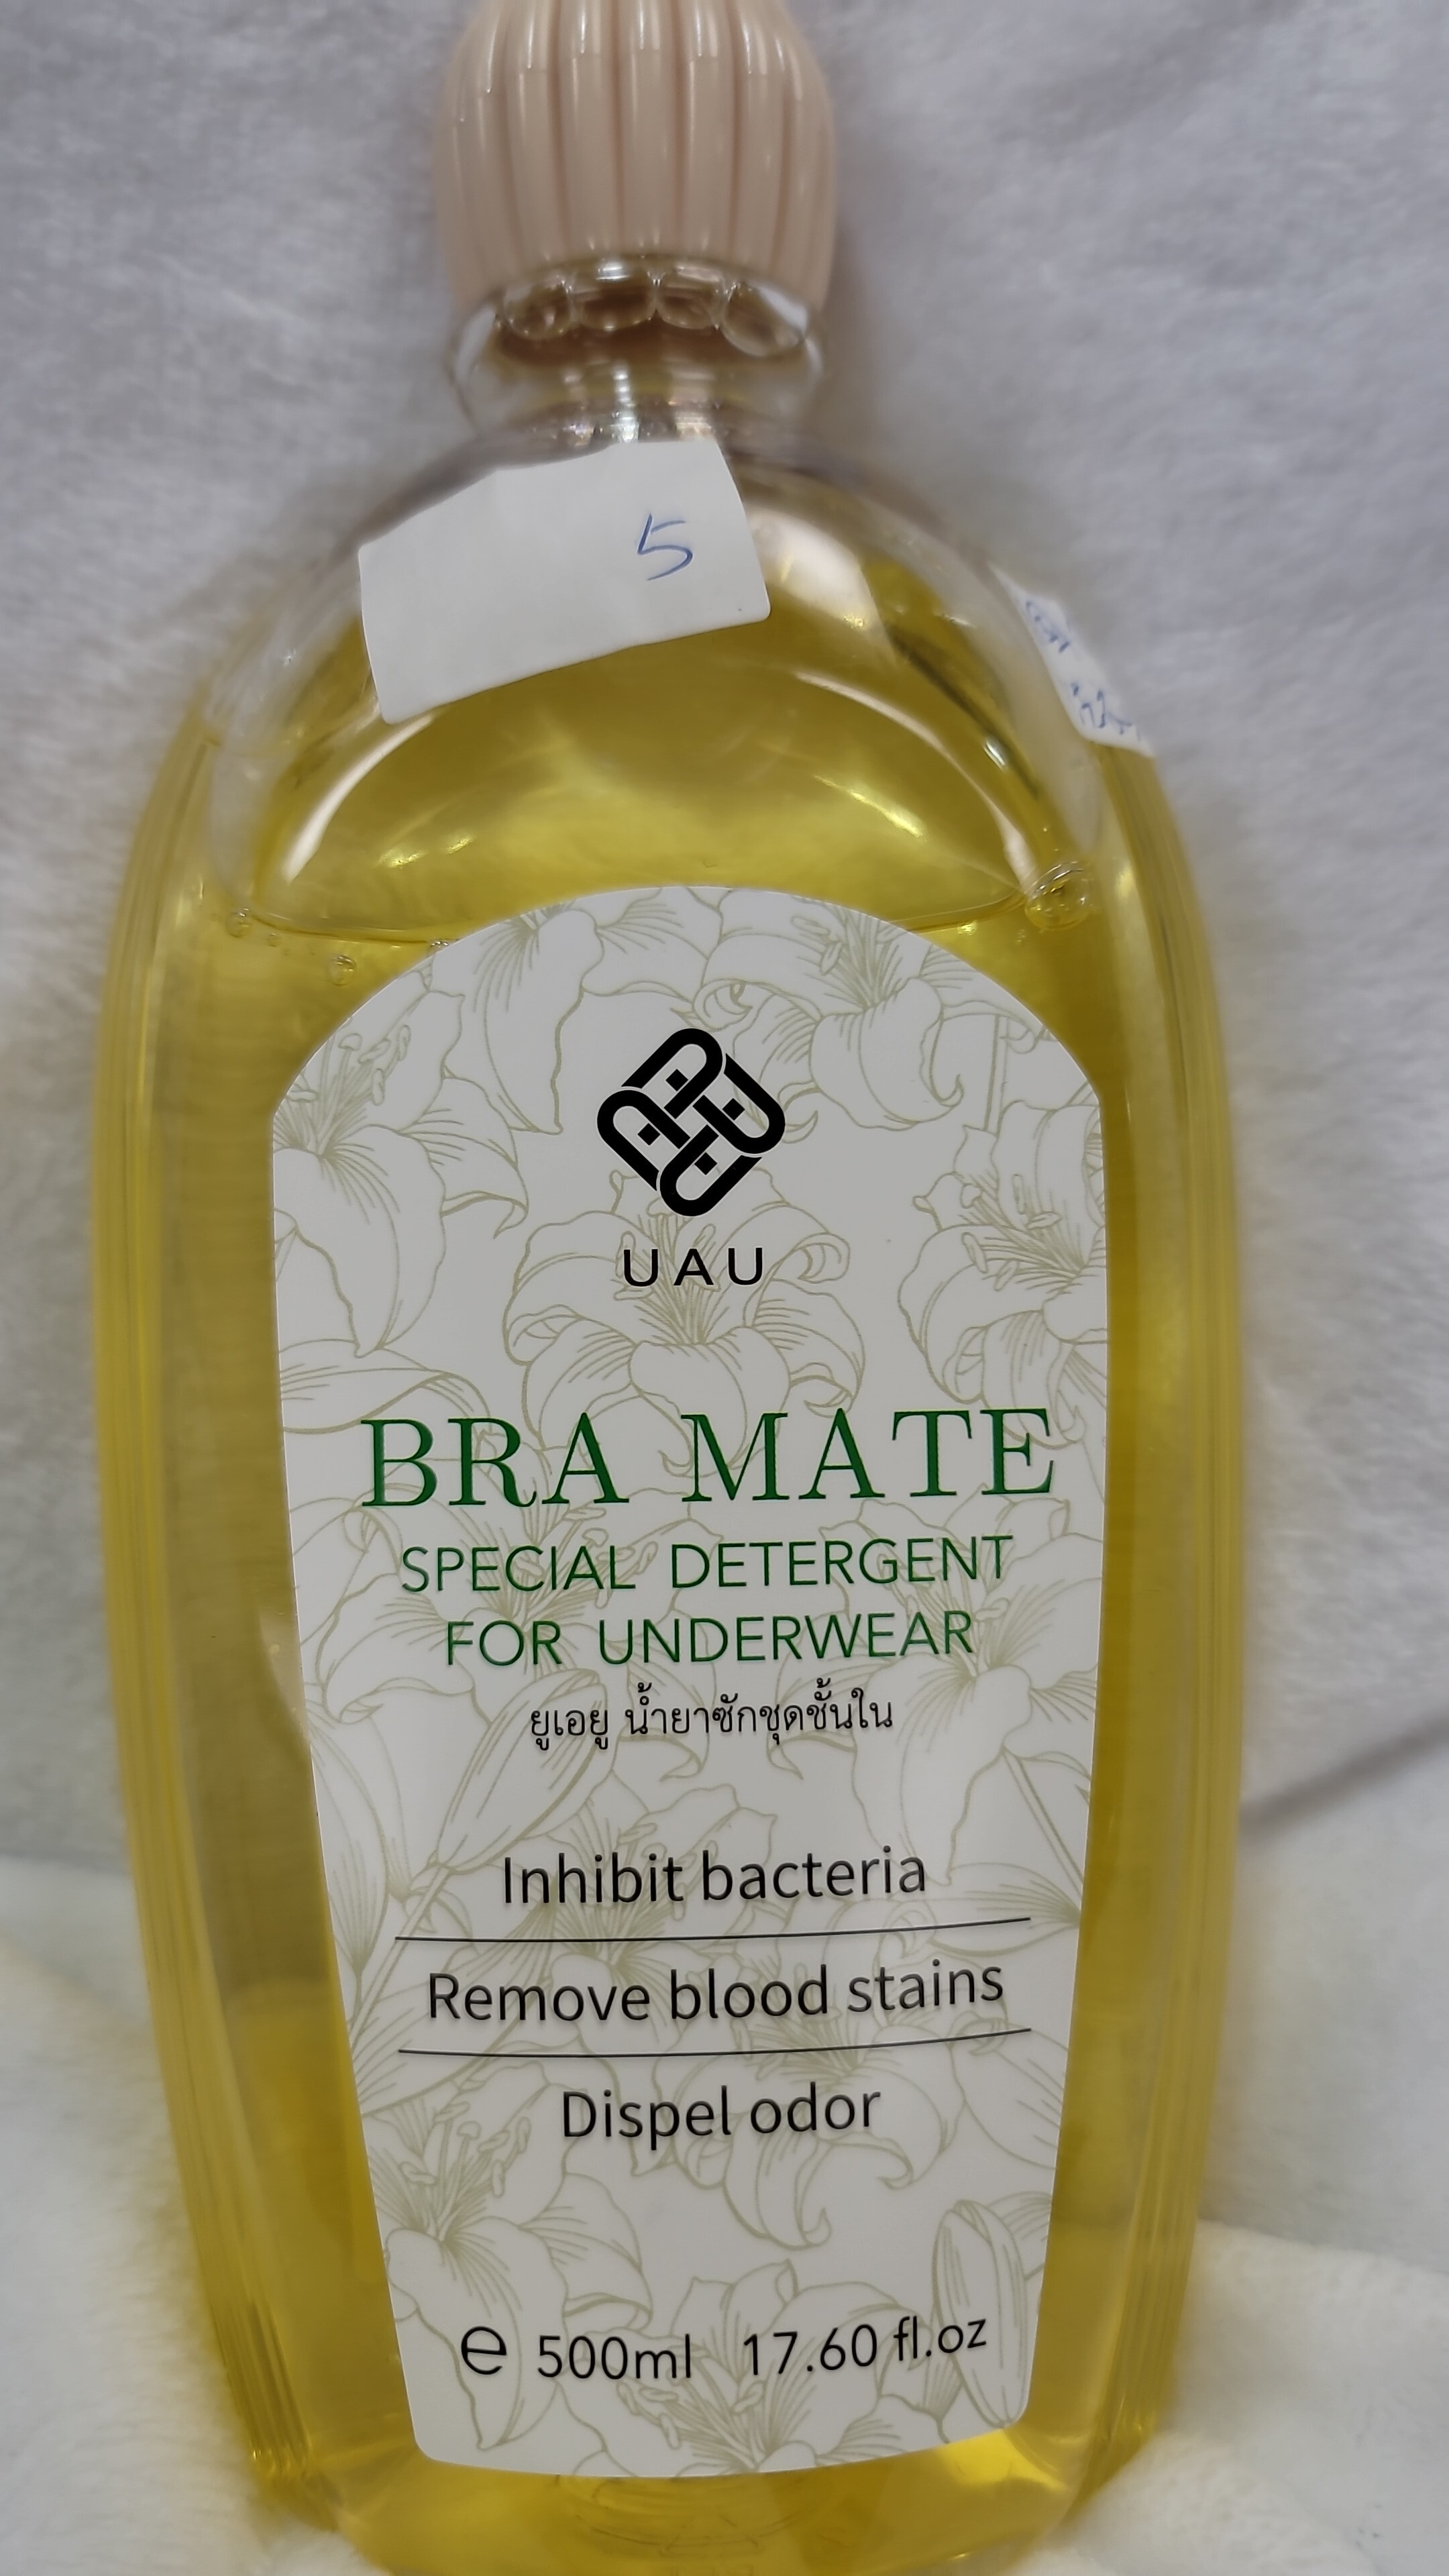 5
UAU
BRA MATE
SPECIAL DETERGENT
FOR UNDERWEAR
ยูเอยู น้ำยาซักชุดชั้นใน
Inhibit bacteria
Remove blood stains
Dispel odor
e 500ml 17.60 fl.oz